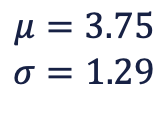 μ = 3.75
σ = 1.29